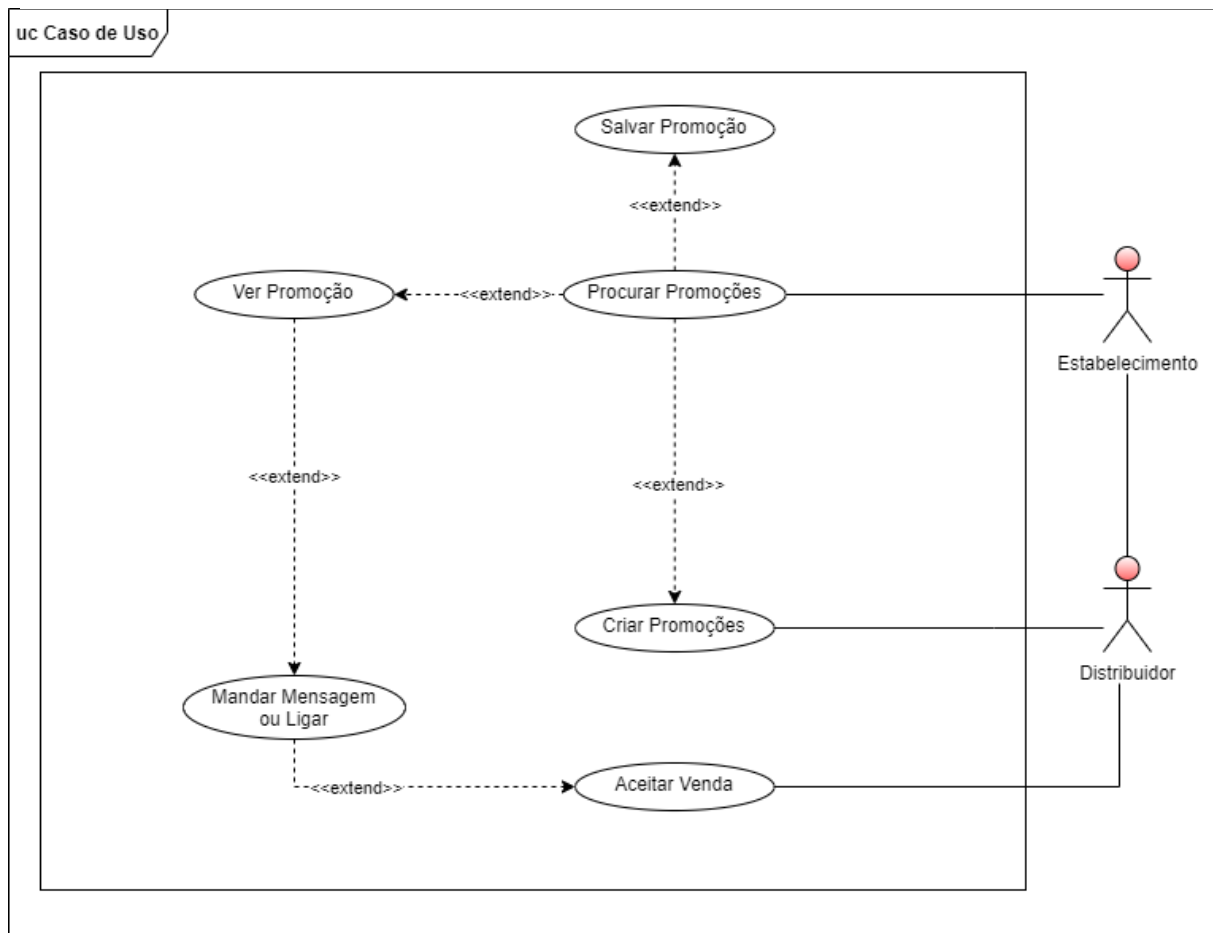 uc Caso de Uso
Salvar Promoção
<<extend>>
Ver Promoção
<<extend>>
Procurar Promoções
Estabelecimento
<<extend>>
<<extend>>
Criar Promoções
Distribuidor
Mandar Mensagem
ou Ligar
<<extend>>
Aceitar Venda